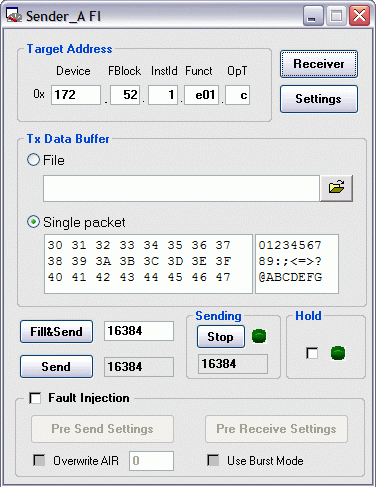 Sender_A FI
Target Address
Device FBlock InstId Funct OpT
0x 172 . 52 . 1 . e01 . c
Receiver
Settings
Tx Data Buffer
File
Single packet
30 31 32 33 34 35 36 37 01234567
38 39 3A 3B 3C 3D 3E 3F 89:;<=>?
40 41 42 43 44 45 46 47 @ABCDEFG
Fill&Send 16384
Send 16384
Sending
Stop
16384
Hold
Fault Injection
Pre Send Settings Pre Receive Settings
Overwrite AIR 0 Use Burst Mode